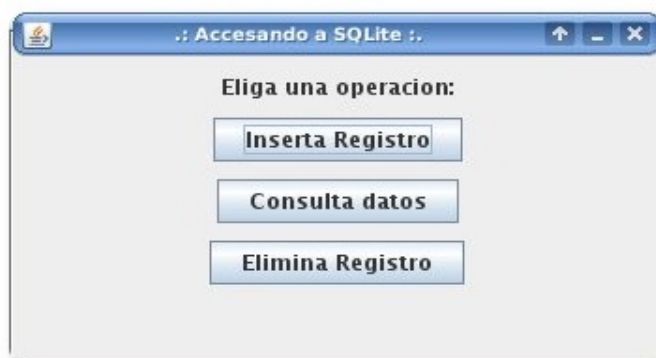 .: Accesando a SQLite :.
Eliga una operacion:
Inserta Registro
Consulta datos
Elimina Registro